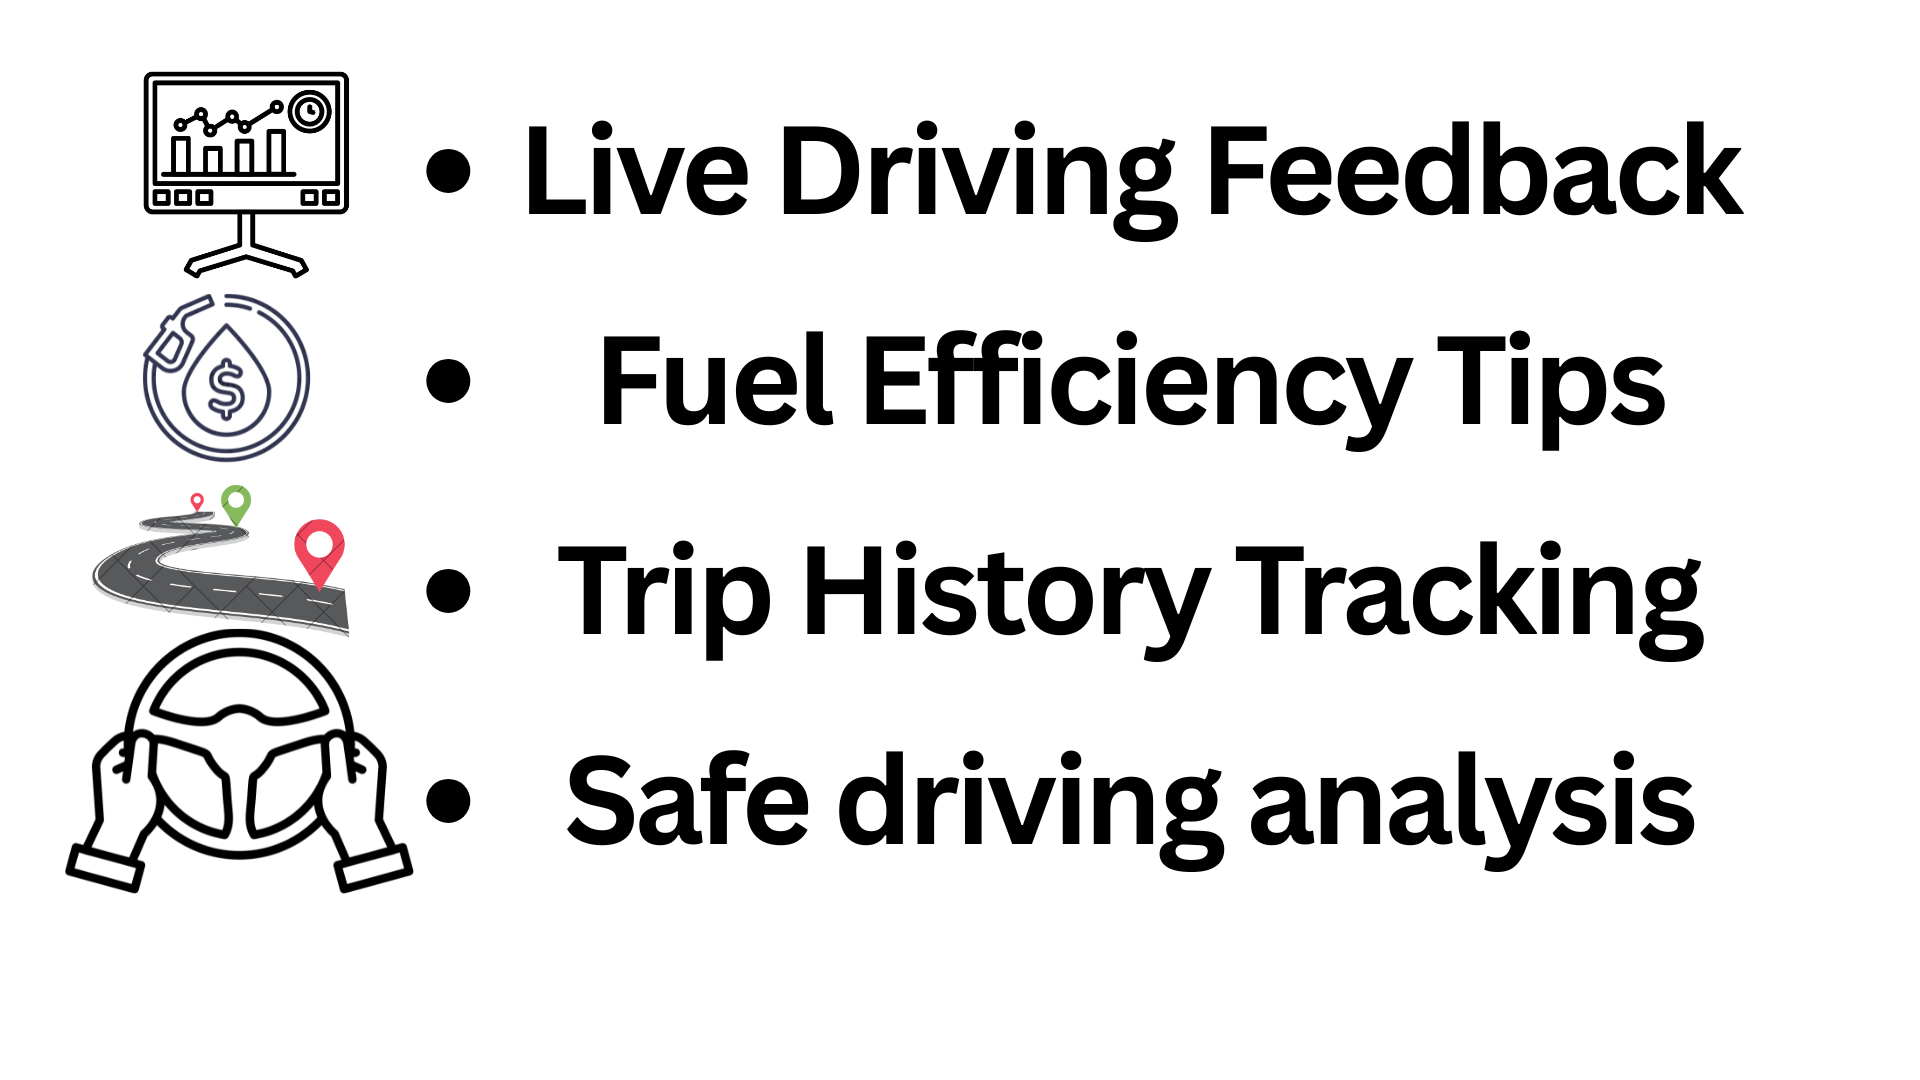 • Live Driving Feedback
• Fuel Efficiency Tips
• Trip History Tracking
• Safe driving analysis
$